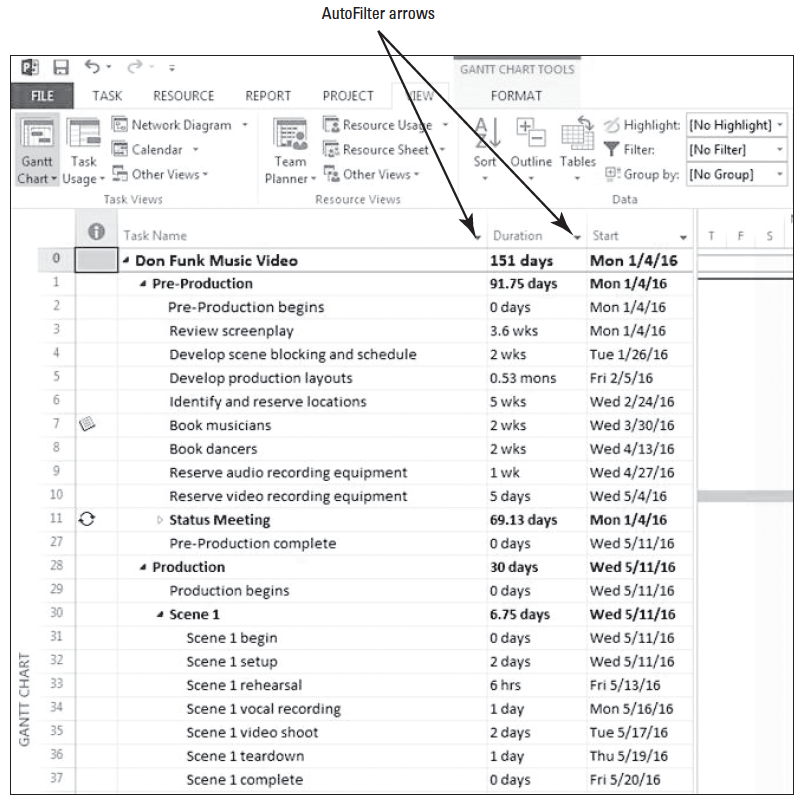 AutoFilter arrows
GANTT CHART TOOLS
FILE TASK RESOURCE REPORT PROJECT VIEW FORMAT
Network Diagram Resource Usage Highlight: [No Highlight]
Calendar Resource Sheet Filter: [No Filter]
Gantt Chart Task Usage Other Views Team Planner Other Views Sort Outline Tables Group by: [No Group]
Task Views Resource Views Data
Task Name Duration Start T F S
0 Don Funk Music Video 151 days Mon 1/4/16
1 Pre-Production 91.75 days Mon 1/4/16
2 Pre-Production begins 0 days Mon 1/4/16
3 Review screenplay 3.6 wks Mon 1/4/16
4 Develop scene blocking and schedule 2 wks Tue 1/26/16
5 Develop production layouts 0.53 mons Fri 2/5/16
6 Identify and reserve locations 5 wks Wed 2/24/16
7 Book musicians 2 wks Wed 3/30/16
8 Book dancers 2 wks Wed 4/13/16
9 Reserve audio recording equipment 1 wk Wed 4/27/16
10 Reserve video recording equipment 5 days Wed 5/4/16
11 Status Meeting 69.13 days Mon 1/4/16
27 Pre-Production complete 0 days Wed 5/11/16
28 Production 30 days Wed 5/11/16
29 Production begins 0 days Wed 5/11/16
30 Scene 1 6.75 days Wed 5/11/16
31 Scene 1 begin 0 days Wed 5/11/16
32 Scene 1 setup 2 days Wed 5/11/16
33 Scene 1 rehearsal 6 hrs Fri 5/13/16
34 Scene 1 vocal recording 1 day Mon 5/16/16
35 Scene 1 video shoot 2 days Tue 5/17/16
36 Scene 1 teardown 1 day Thu 5/19/16
37 Scene 1 complete 0 days Fri 5/20/16
GANTT CHART